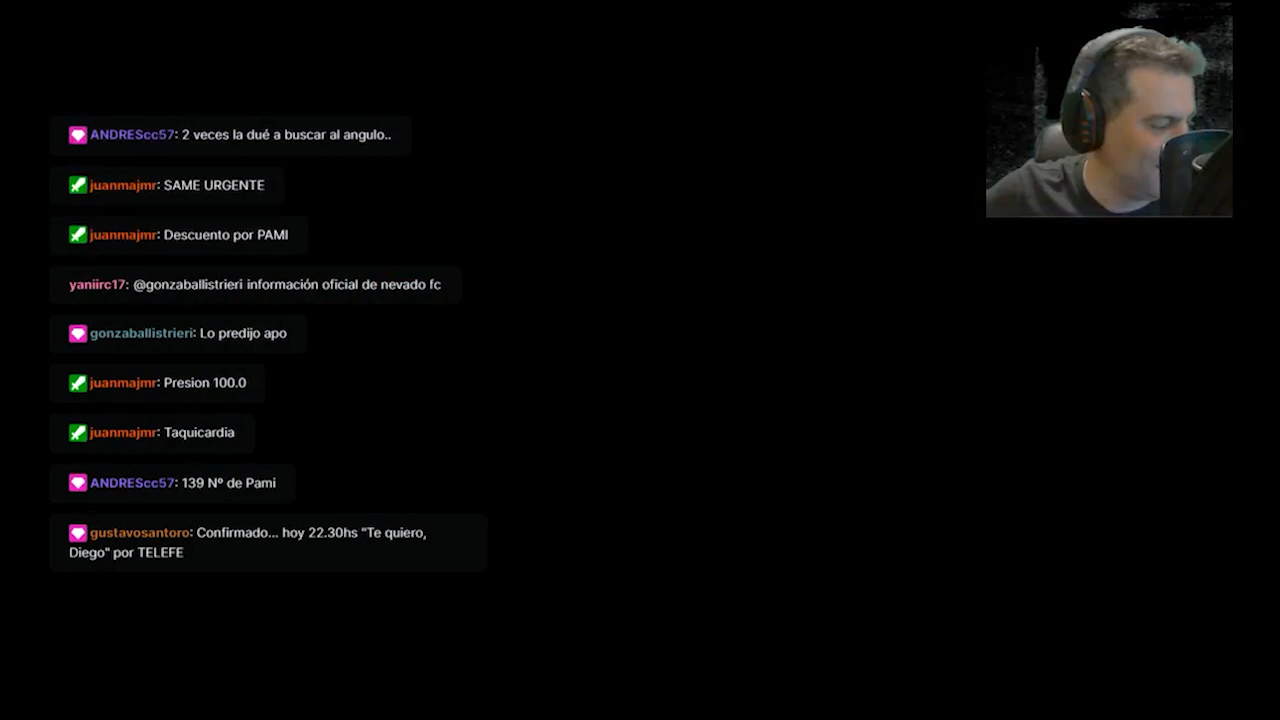 ANDREScc57: 2 veces la dué a buscar al angulo..
juanmajmr: SAME URGENTE
juanmajmr: Descuento por PAMI
yaniirc17: @gonzaballistrieri información oficial de nevado fc
gonzaballistrieri: Lo predijo apo
juanmajmr: Presion 100.0
juanmajmr: Taquicardia
ANDREScc57: 139 Nº de Pami
gustavosantoro: Confirmado... hoy 22.30hs "Te quiero,
Diego" por TELEFE